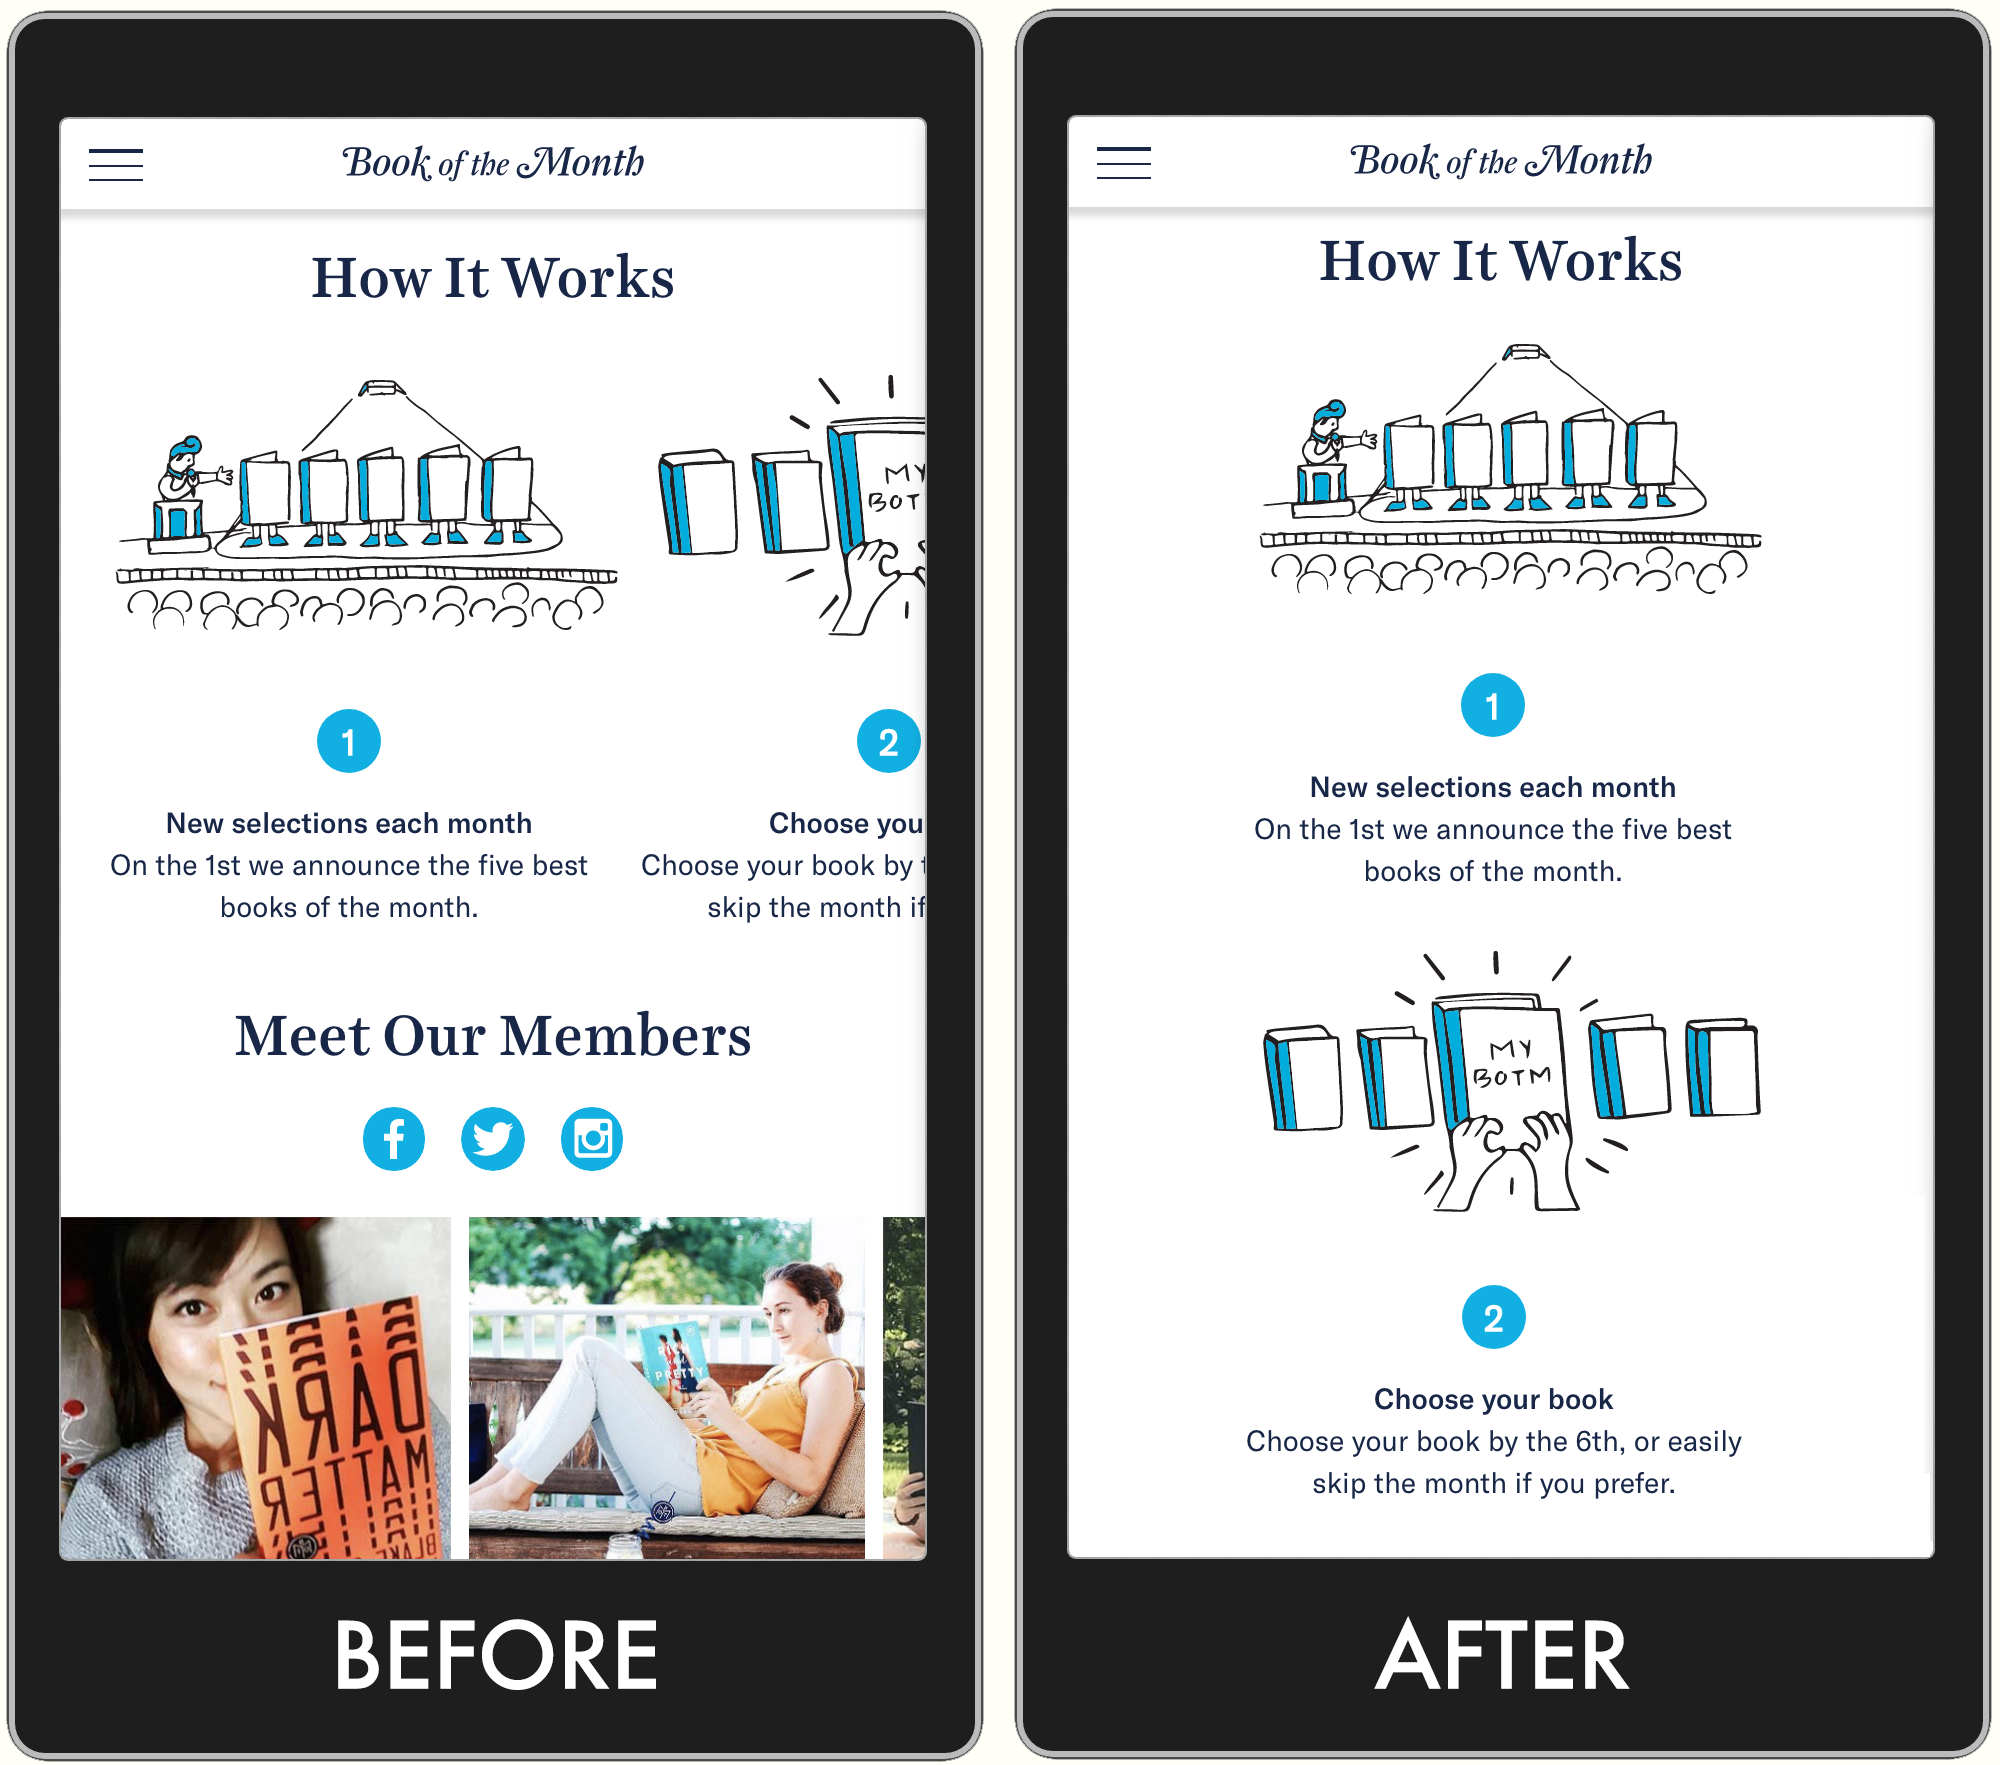 Book of the Month
How It Works
MY
BOT
1
2
New selections each month
On the 1st we announce the five best
books of the month.
Choose you
Choose your book by t
skip the month if
Meet Our Members
DARK
MATTER
BLAKE
PRETTY
BEFORE
Book of the Month
How It Works
1
New selections each month
On the 1st we announce the five best
books of the month.
MY
BOTM
2
Choose your book
Choose your book by the 6th, or easily
skip the month if you prefer.
AFTER